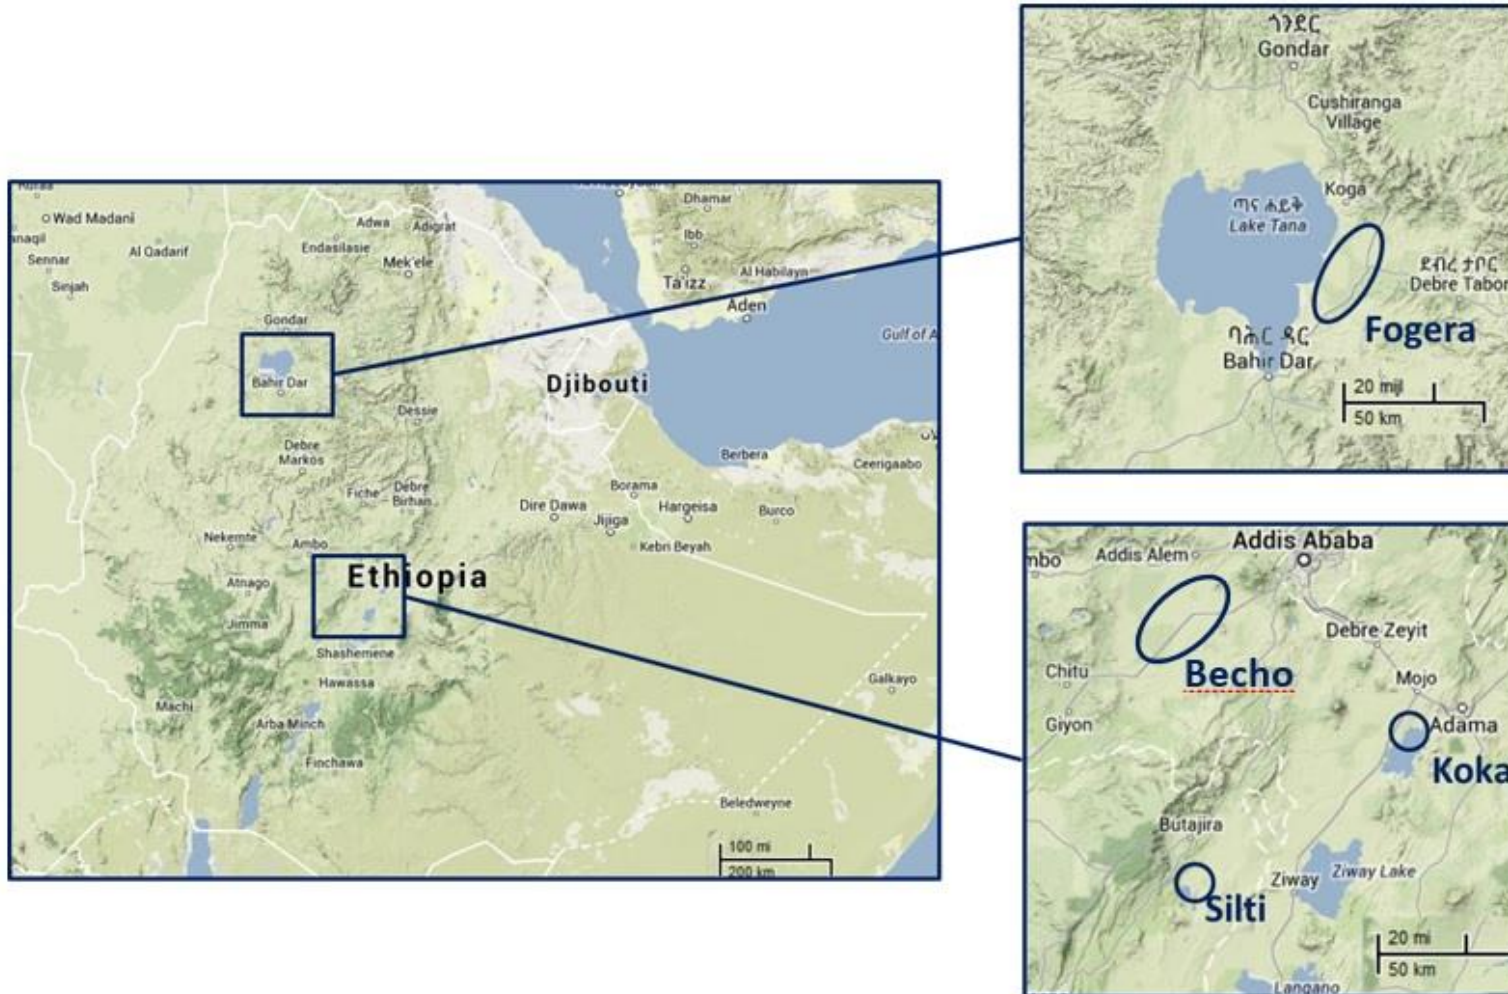 Wad Madani
Al Qadarif
Sennar
Sinjah
Adwa
Adigrat
Endasilasie
Mek'ele
Gondar
Bahir Dar
Dessie
Debre
Markos
Fiche
Debre
Birhan
Nekemte
Ambo
Ethiopia
Atnago
Jimma
Shashemene
Hawassa
Machi
Arba Minch
Finchawa
Dhamar
Ibb
Ta'izz
Al Habilayn
Aden
Gulf of A
Djibouti
Berbera
Ceerigaabo
Borama
Dire Dawa
Hargeisa
Burco
Jijiga
Kebri Beyah
Galkayo
Beledweyne
100 mi
200 km
ጎንደር
Gondar
Cushiranga
Village
Koga
ጣና ሐይቅ
Lake Tana
ደብረ ታቦር
Debre Tabor
Fogera
ባሕር ዳር
Bahir Dar
20 mijl
50 km
mbo
Addis Alem
Addis Ababa
Debre Zeyit
Becho
Chitu
Mojo
Giyon
Adama
Koka
Butajira
Ziway
Ziway Lake
Silti
20 mi
50 km
Langano